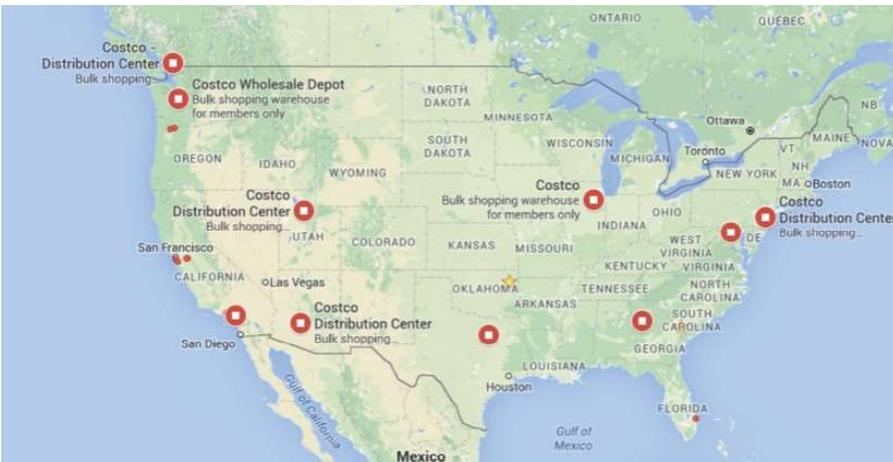 ONTARIO
QUÉBEC
Costco -
Distribution Center
Bulk shopping...
Costco Wholesale Depot
Bulk shopping warehouse
for members only
NORTH
DAKOTA
MINNESOTA
Ottawa
NB
MAINE
NOVA
SOUTH
DAKOTA
WISCONSIN
MICHIGAN
Toronto
VT
NH
OREGON
IDAHO
WYOMING
NEW YORK
MA
Boston
Costco
Distribution Center
Bulk shopping...
Costco
Bulk shopping warehouse
for members only
Costco
Distribution Cente
Bulk shopping...
OHIO
INDIANA
UTAH
COLORADO
KANSAS
MISSOURI
WEST
VIRGINIA
DE
San Francisco
KENTUCKY
VIRGINIA
CALIFORNIA
Las Vegas
OKLAHOMA
TENNESSEE
NORTH
CAROLINA
ARKANSAS
Costco
Distribution Center
Bulk shopping...
SOUTH
CAROLINA
San Diego
GEORGIA
LOUISIANA
Houston
Gulf of California
FLORIDA
Gulf of
Mexico
Mexico